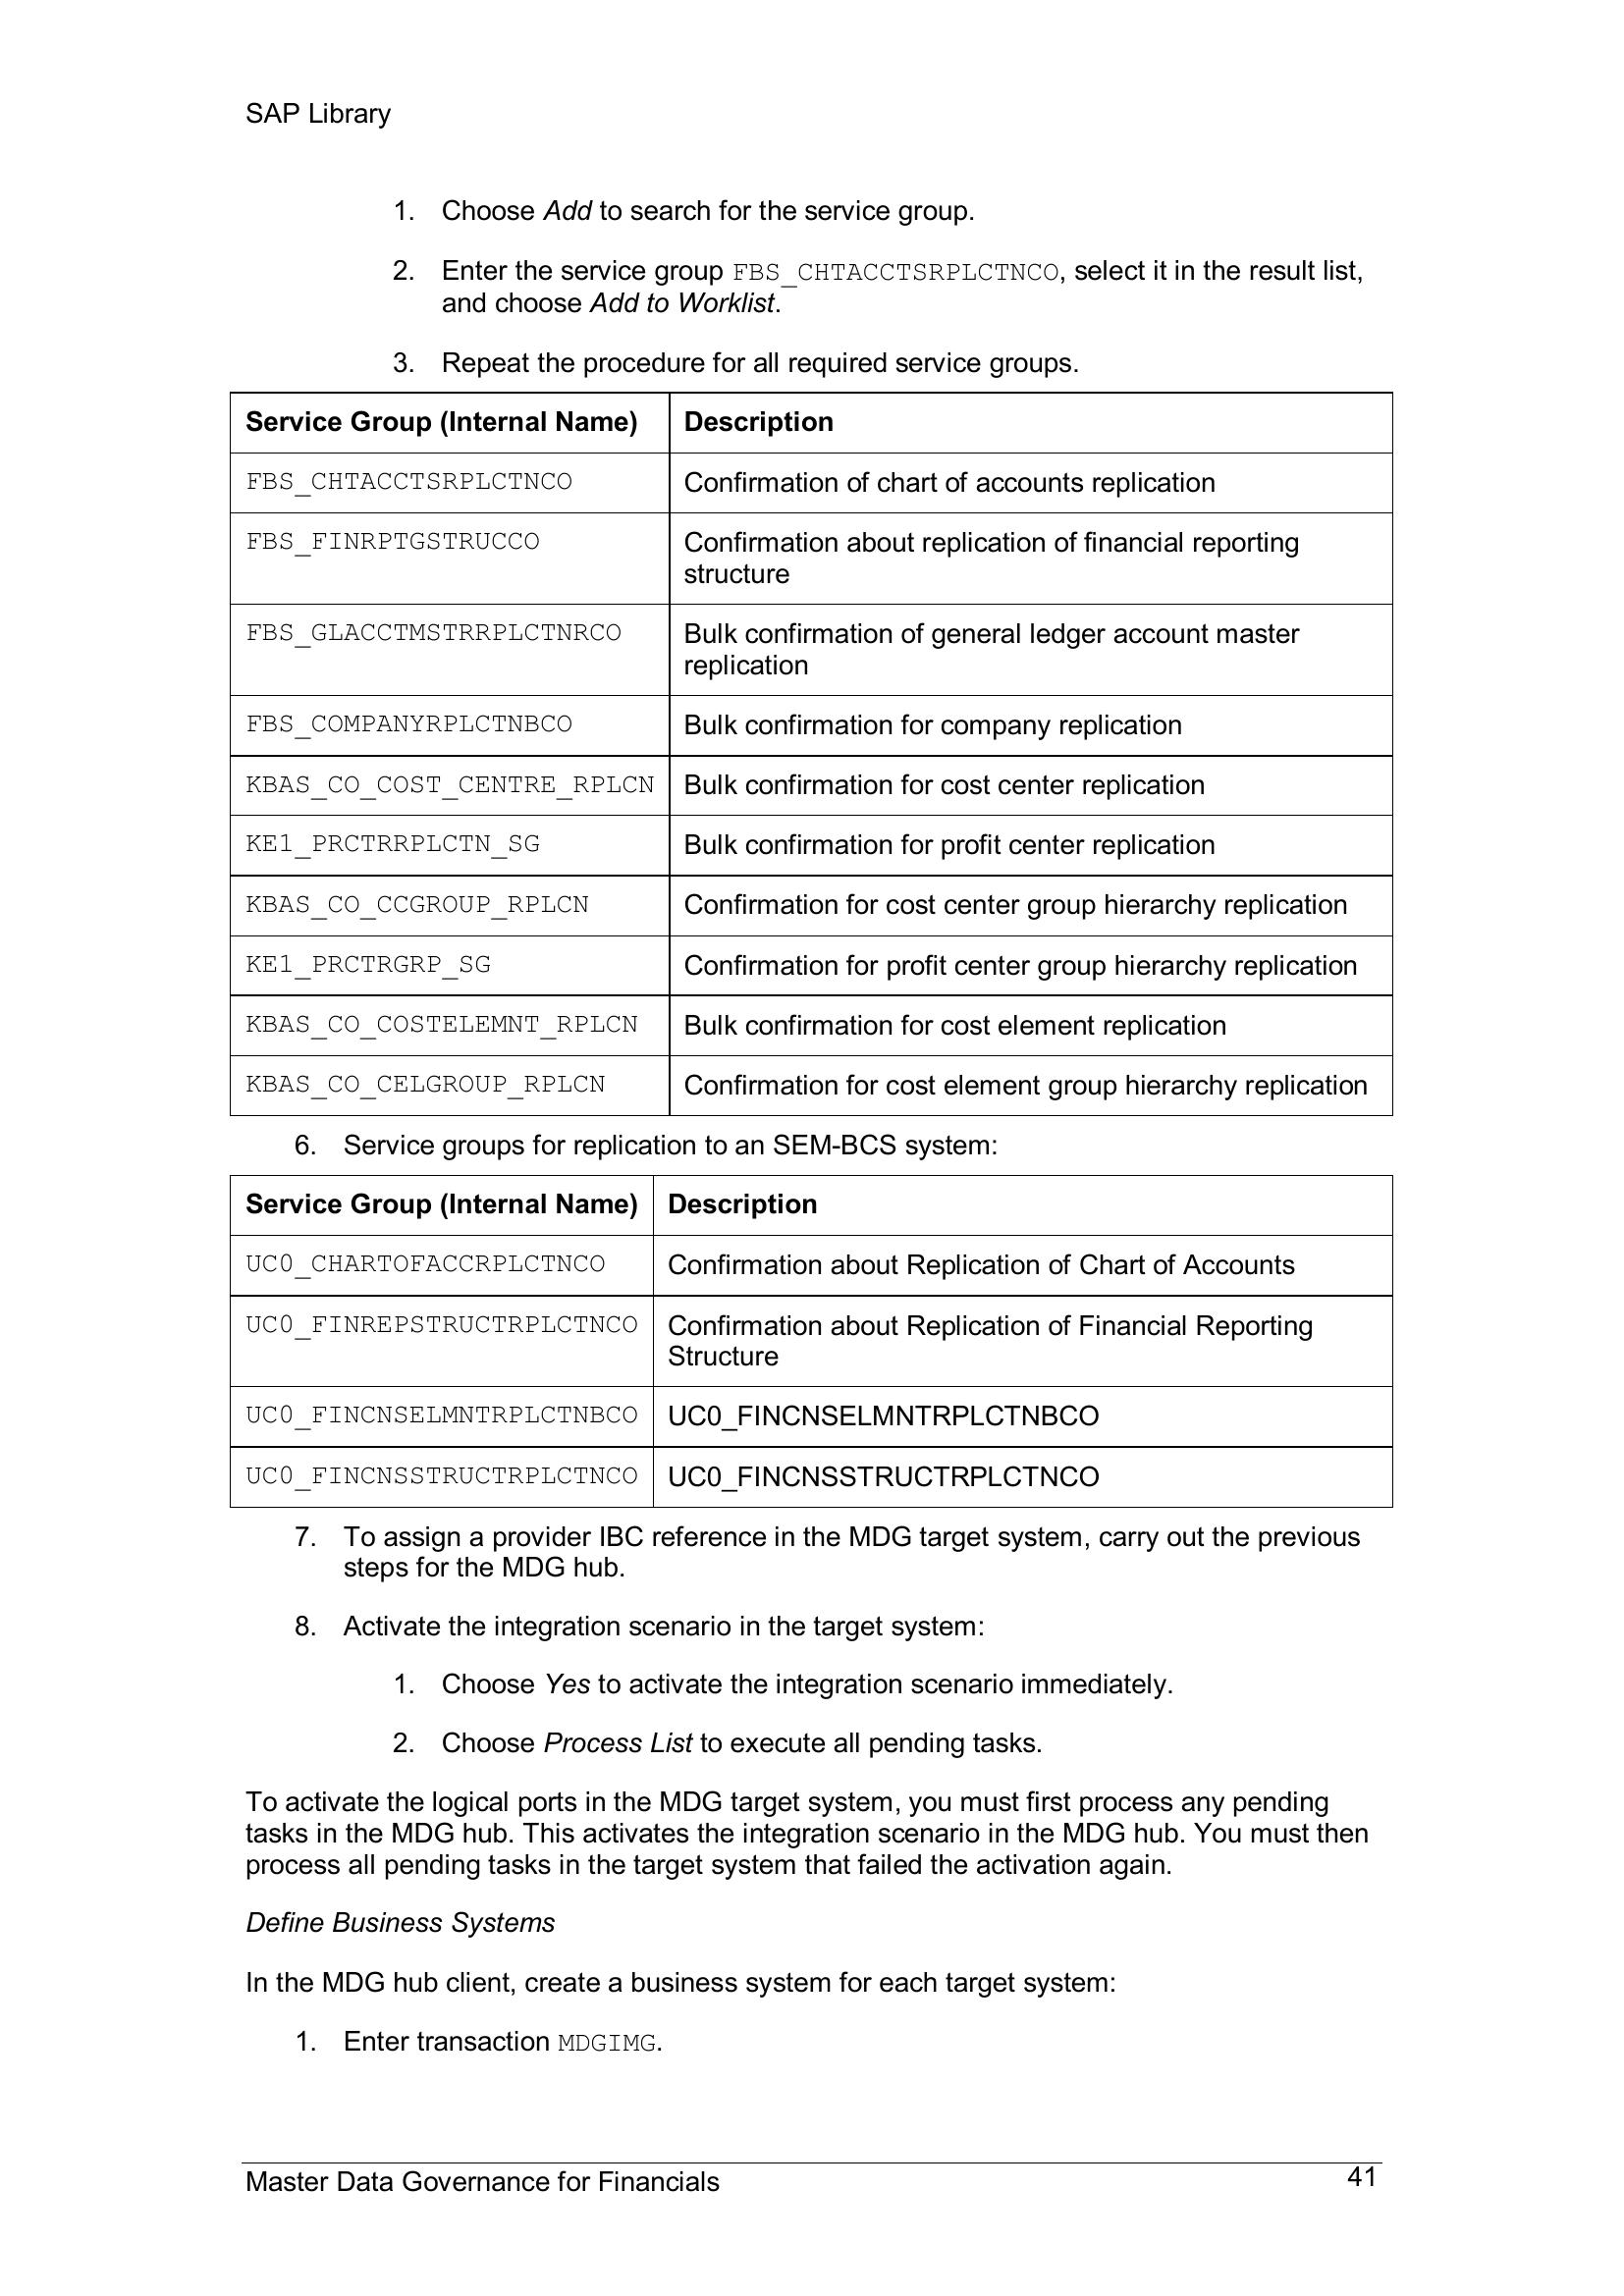 SAP Library
1. Choose Add to search for the service group.
2. Enter the service group FBS_CHTACCTSRPLCTNCO, select it in the result list,
and choose Add to Worklist.
3. Repeat the procedure for all required service groups.
Service Group (Internal Name) Description
FBS_CHTACCTSRPLCTNCO Confirmation of chart of accounts replication
FBS_FINRPTGSTRUCCO Confirmation about replication of financial reporting
structure
FBS_GLACCTMSTRRPLCTNRCO Bulk confirmation of general ledger account master
replication
FBS_COMPANYRPLCTNBCO Bulk confirmation for company replication
KBAS_CO_COST_CENTRE_RPLCN Bulk confirmation for cost center replication
KE1_PRCTRRPLCTN_SG Bulk confirmation for profit center replication
KBAS_CO_CCGROUP_RPLCN Confirmation for cost center group hierarchy replication
KE1_PRCTRGRP_SG Confirmation for profit center group hierarchy replication
KBAS_CO_COSTELEMNT_RPLCN Bulk confirmation for cost element replication
KBAS_CO_CELGROUP_RPLCN Confirmation for cost element group hierarchy replication
6. Service groups for replication to an SEM-BCS system:
Service Group (Internal Name) Description
UC0_CHARTOFACCRPLCTNCO Confirmation about Replication of Chart of Accounts
UC0_FINREPSTRUCTRPLCTNCO Confirmation about Replication of Financial Reporting
Structure
UC0_FINCNSELMNTRPLCTNBCO UC0_FINCNSELMNTRPLCTNBCO
UC0_FINCNSSTRUCTRPLCTNCO UC0_FINCNSSTRUCTRPLCTNCO
7. To assign a provider IBC reference in the MDG target system, carry out the previous
steps for the MDG hub.
8. Activate the integration scenario in the target system:
1. Choose Yes to activate the integration scenario immediately.
2. Choose Process List to execute all pending tasks.
To activate the logical ports in the MDG target system, you must first process any pending
tasks in the MDG hub. This activates the integration scenario in the MDG hub. You must then
process all pending tasks in the target system that failed the activation again.
Define Business Systems
In the MDG hub client, create a business system for each target system:
1. Enter transaction MDGIMG.
Master Data Governance for Financials 41